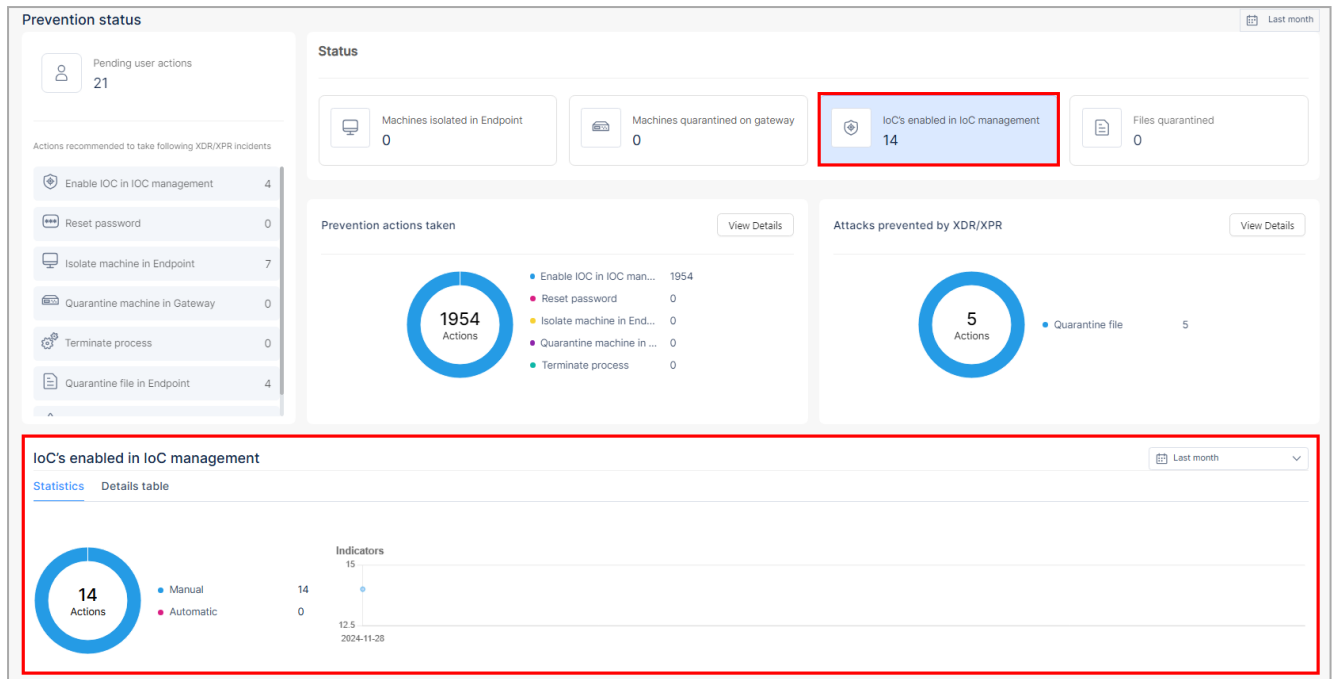 Prevention status
Last month
Pending user actions
21
Actions recommended to take following XDR/XPR incidents
Enable IOC in IOC management 4
Reset password 0
Isolate machine in Endpoint 7
Quarantine machine in Gateway 0
Terminate process 0
Quarantine file in Endpoint 4
Status
Machines isolated in Endpoint
0
Machines quarantined on gateway
0
IoC's enabled in IoC management
14
Files quarantined
0
Prevention actions taken
View Details
1954
Actions
Enable IOC in IOC man... 1954
Reset password 0
Isolate machine in End... 0
Quarantine machine in ... 0
Terminate process 0
Attacks prevented by XDR/XPR
View Details
5
Actions
Quarantine file 5
IoC's enabled in IoC management
Last month
Statistics Details table
14
Actions
Manual 14
Automatic 0
Indicators
15
12.5
2024-11-28